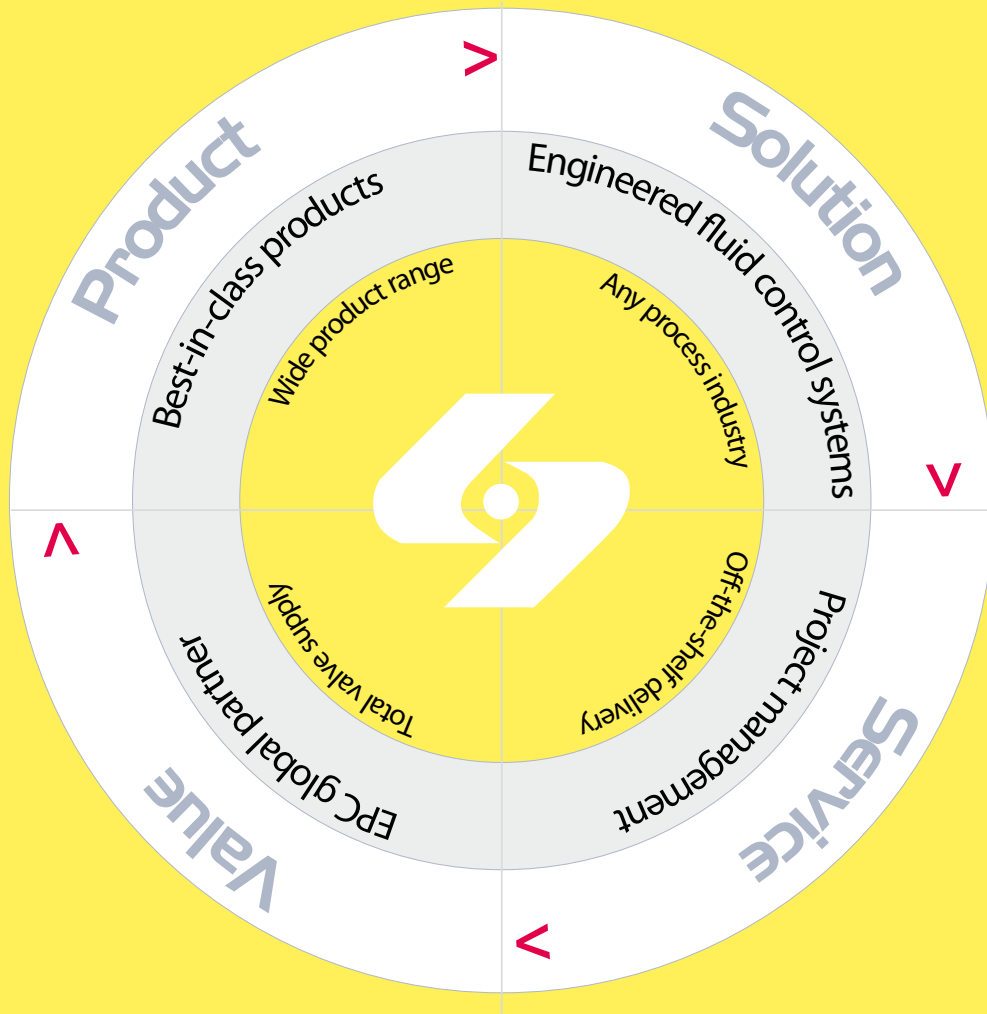 Product
Best-in-class products
Wide product range
>
Solution
Engineered fluid control systems
Any process industry
>
Service
Project management
Off-the-shelf delivery
>
Value
EPC global partner
Total valve supply
>